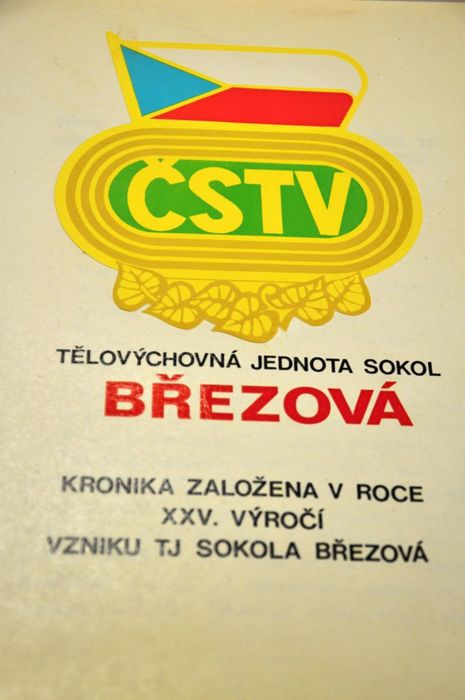 ČSTV
TĚLOVÝCHOVNÁ JEDNOTA SOKOL
BŘEZOVÁ
KRONIKA ZALOŽENA V ROCE
XXV. VÝROČÍ
VZNIKU TJ SOKOLA BŘEZOVÁ